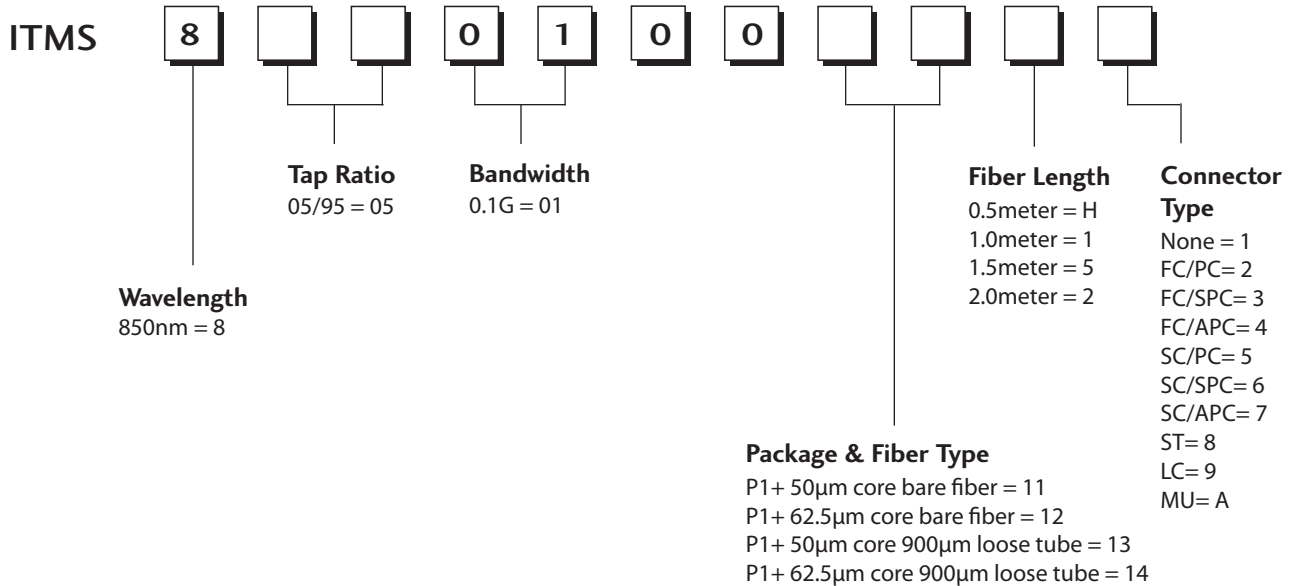 ITMS 8 0 1 0 0
Tap Ratio
05/95 = 05
Bandwidth
0.1G = 01
Fiber Length
0.5meter = H
1.0meter = 1
1.5meter = 5
2.0meter = 2
Connector
Type
None = 1
FC/PC= 2
FC/SPC= 3
FC/APC= 4
SC/PC= 5
SC/SPC= 6
SC/APC= 7
ST= 8
LC= 9
MU= A
Wavelength
850nm = 8
Package & Fiber Type
P1+ 50µm core bare fiber = 11
P1+ 62.5µm core bare fiber = 12
P1+ 50µm core 900µm loose tube = 13
P1+ 62.5µm core 900µm loose tube = 14